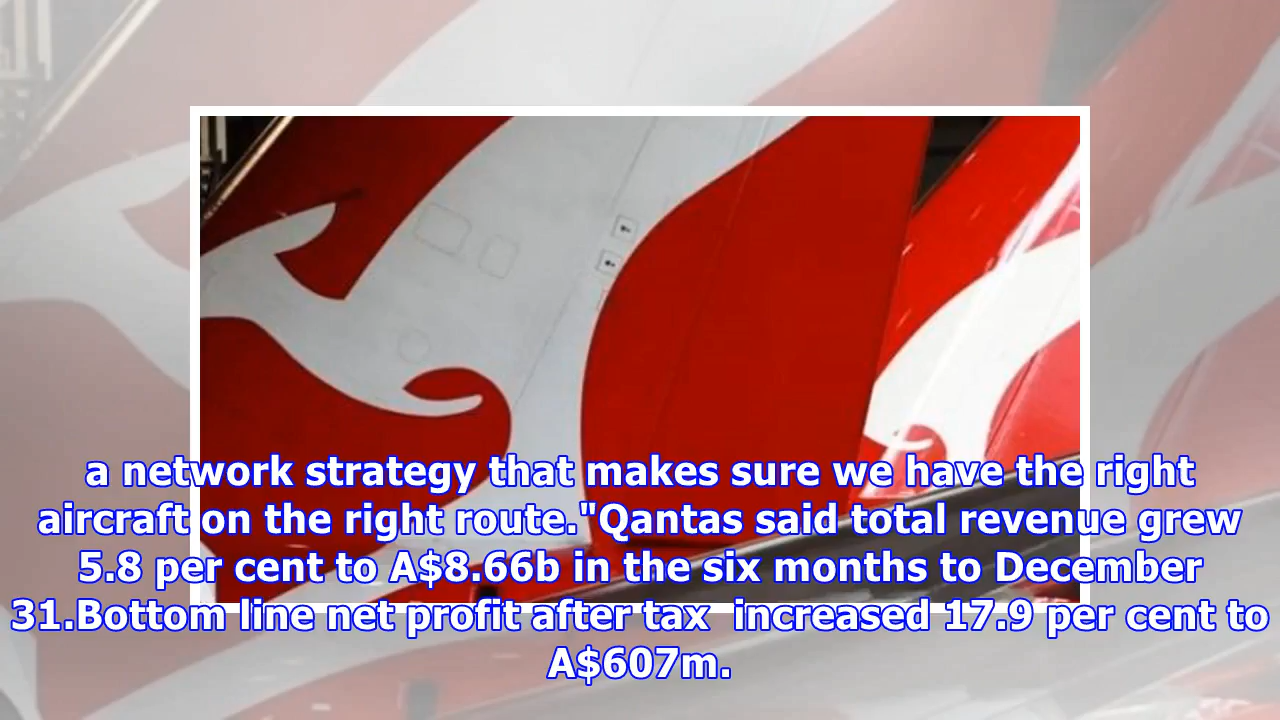 a network strategy that makes sure we have the right
aircraft on the right route."Qantas said total revenue grew
5.8 per cent to A$8.66b in the six months to December
31.Bottom line net profit after tax  increased 17.9 per cent to
A$607m.